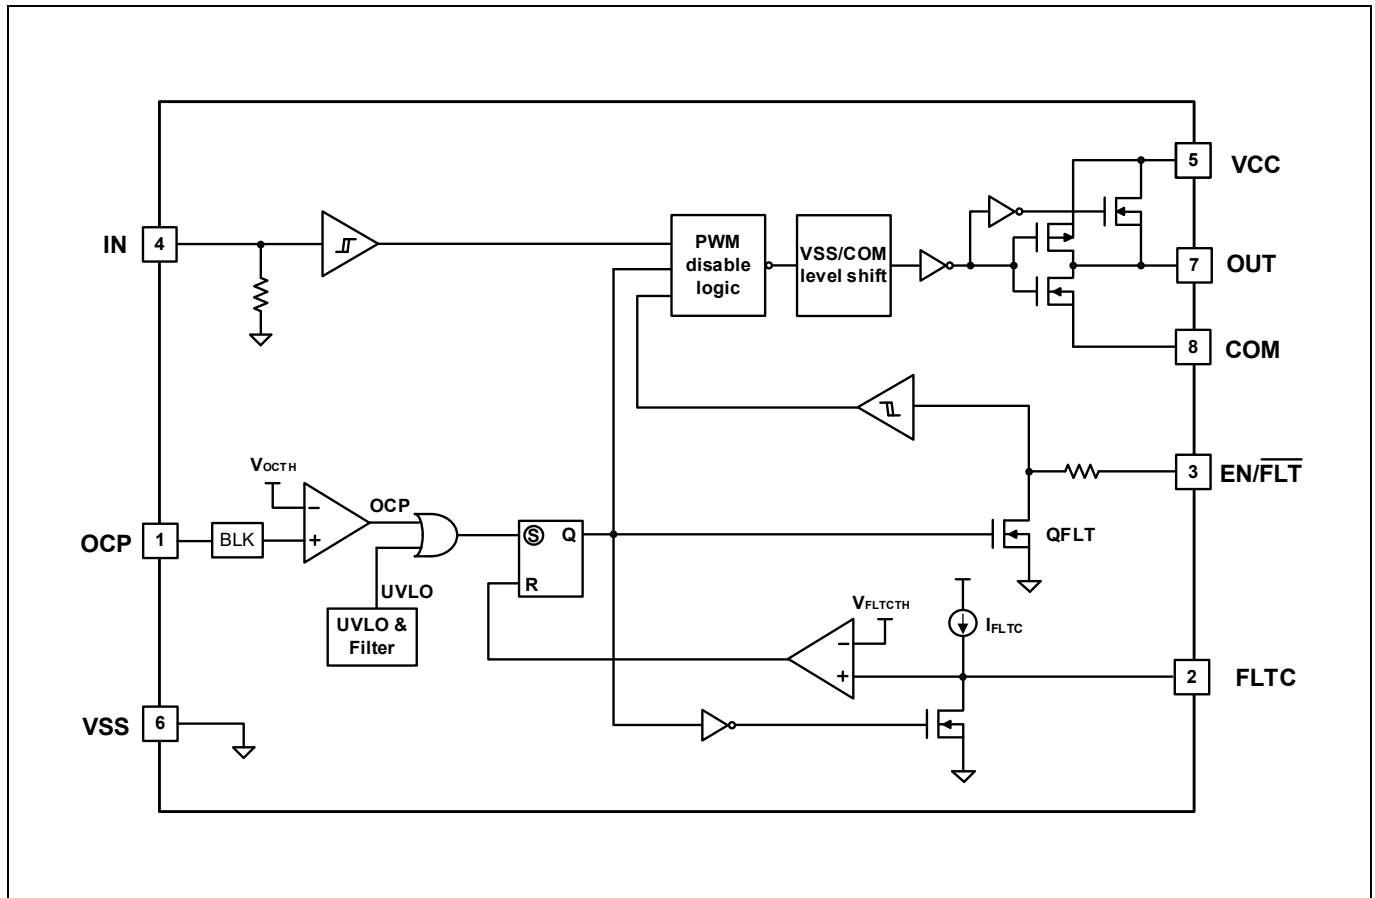 5
VCC
IN
4
PWM
disable
logic
VSS/COM
level shift
7
OUT
8
COM
VOCTH
3
EN/FLT
OCP
1
BLK
−
+
OCP
S
Q
R
QFLT
UVLO
UVLO &
Filter
VFLTCTH
−
+
IFLTC
2
FLTC
VSS
6